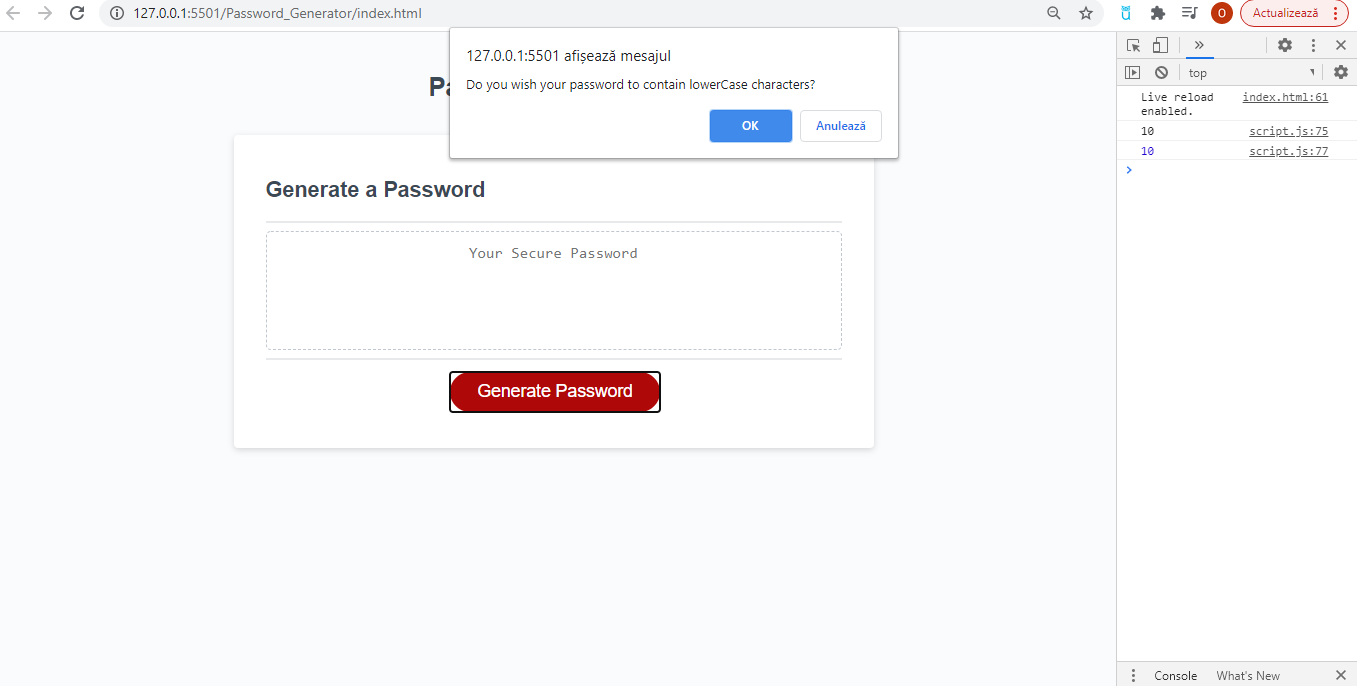 127.0.0.1:5501/Password_Generator/index.html
O
Actualizează
127.0.0.1:5501 afișează mesajul
Do you wish your password to contain lowerCase characters?
OK Anulează
Generate a Password
Your Secure Password
Generate Password
top
Live reload enabled. index.html:61
10 script.js:75
10 script.js:77
Console What's New